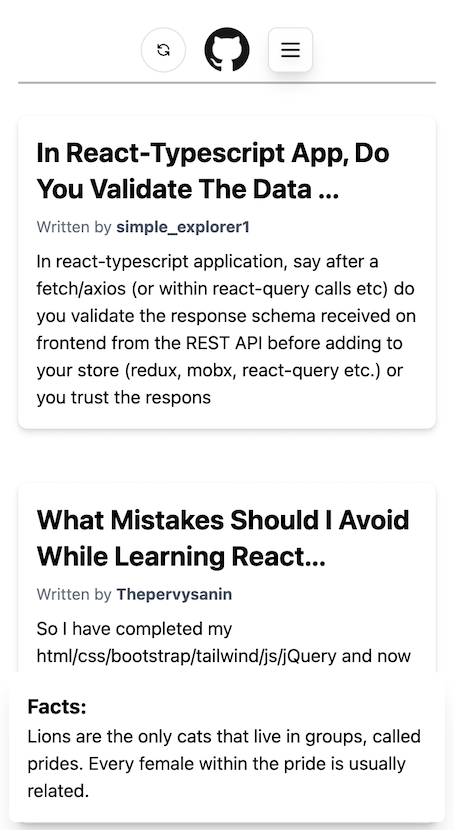 In React-Typescript App, Do
You Validate The Data ...
Written by simple_explorer1
In react-typescript application, say after a
fetch/axios (or within react-query calls etc) do
you validate the response schema received on
frontend from the REST API before adding to
your store (redux, mobx, react-query etc.) or
you trust the respons
What Mistakes Should I Avoid
While Learning React...
Written by Thepervysanin
So I have completed my
html/css/bootstrap/tailwind/js/jQuery and now
Facts:
Lions are the only cats that live in groups, called
prides. Every female within the pride is usually
related.